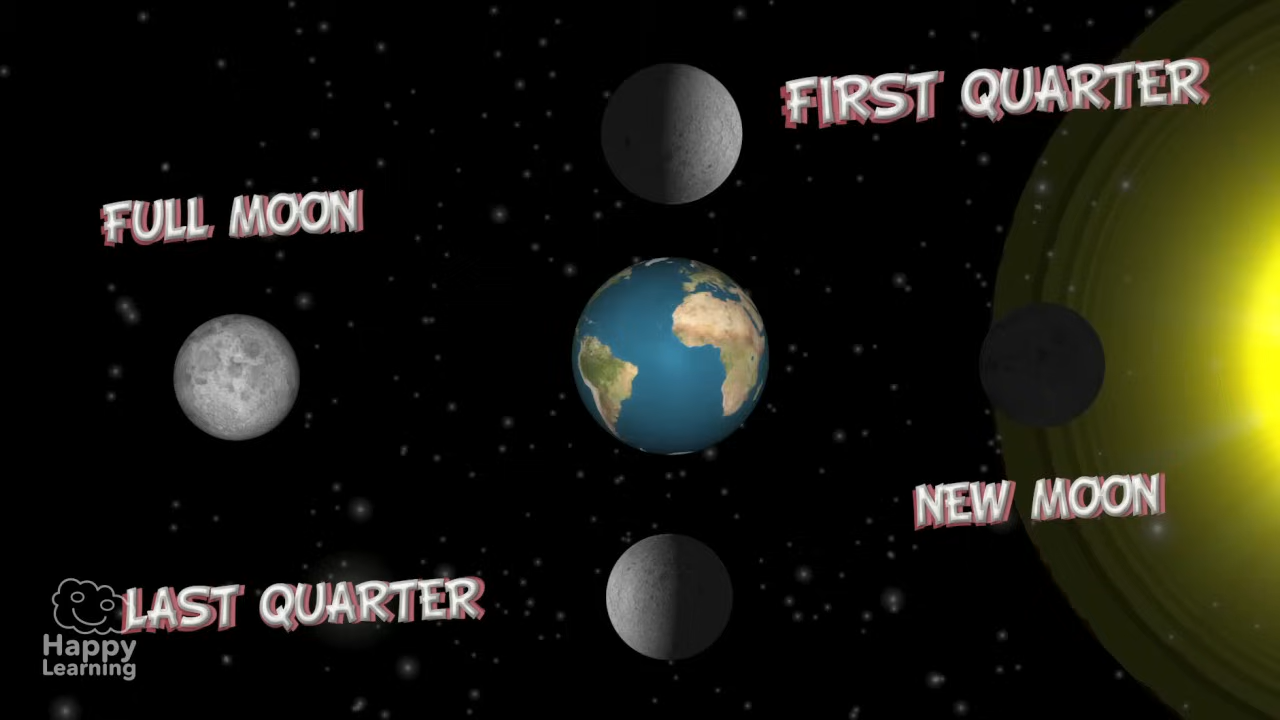 FIRST QUARTER
FULL MOON
NEW MOON
LAST QUARTER
Happy
Learning